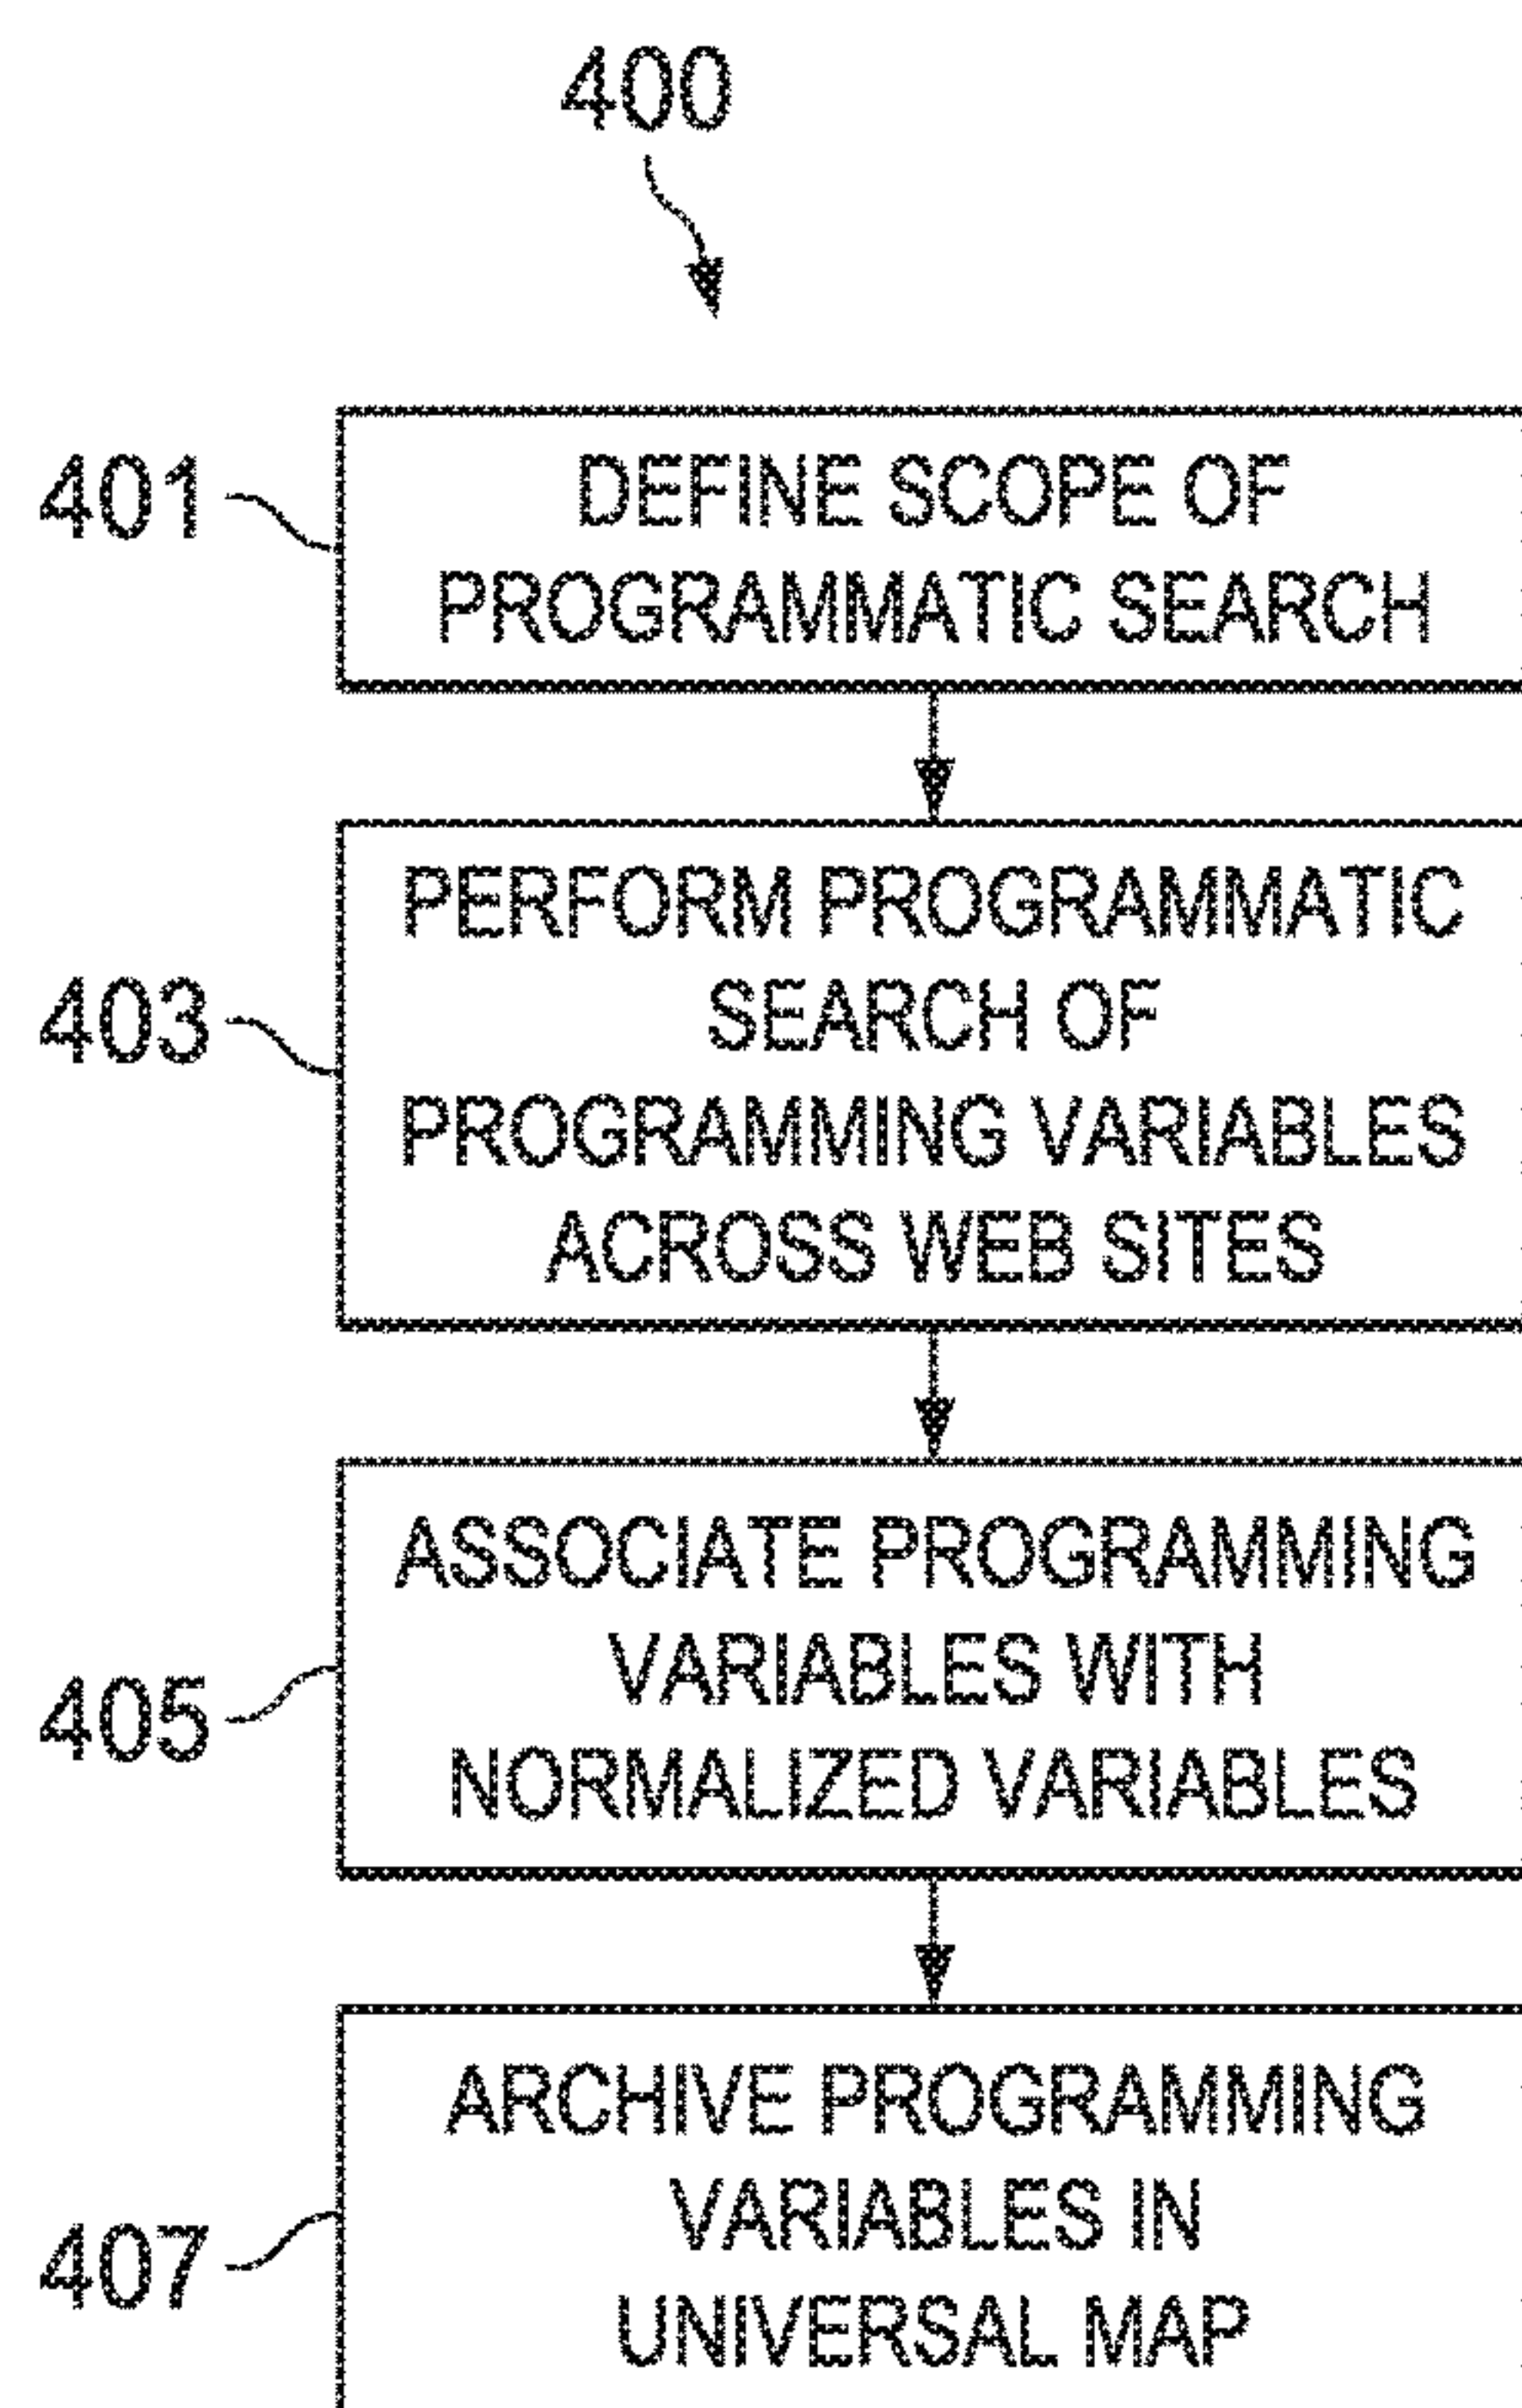 400
401
DEFINE SCOPE OF
PROGRAMMATIC SEARCH
403
PERFORM PROGRAMMATIC
SEARCH OF
PROGRAMMING VARIABLES
ACROSS WEB SITES
405
ASSOCIATE PROGRAMMING
VARIABLES WITH
NORMALIZED VARIABLES
407
ARCHIVE PROGRAMMING
VARIABLES IN
UNIVERSAL MAP